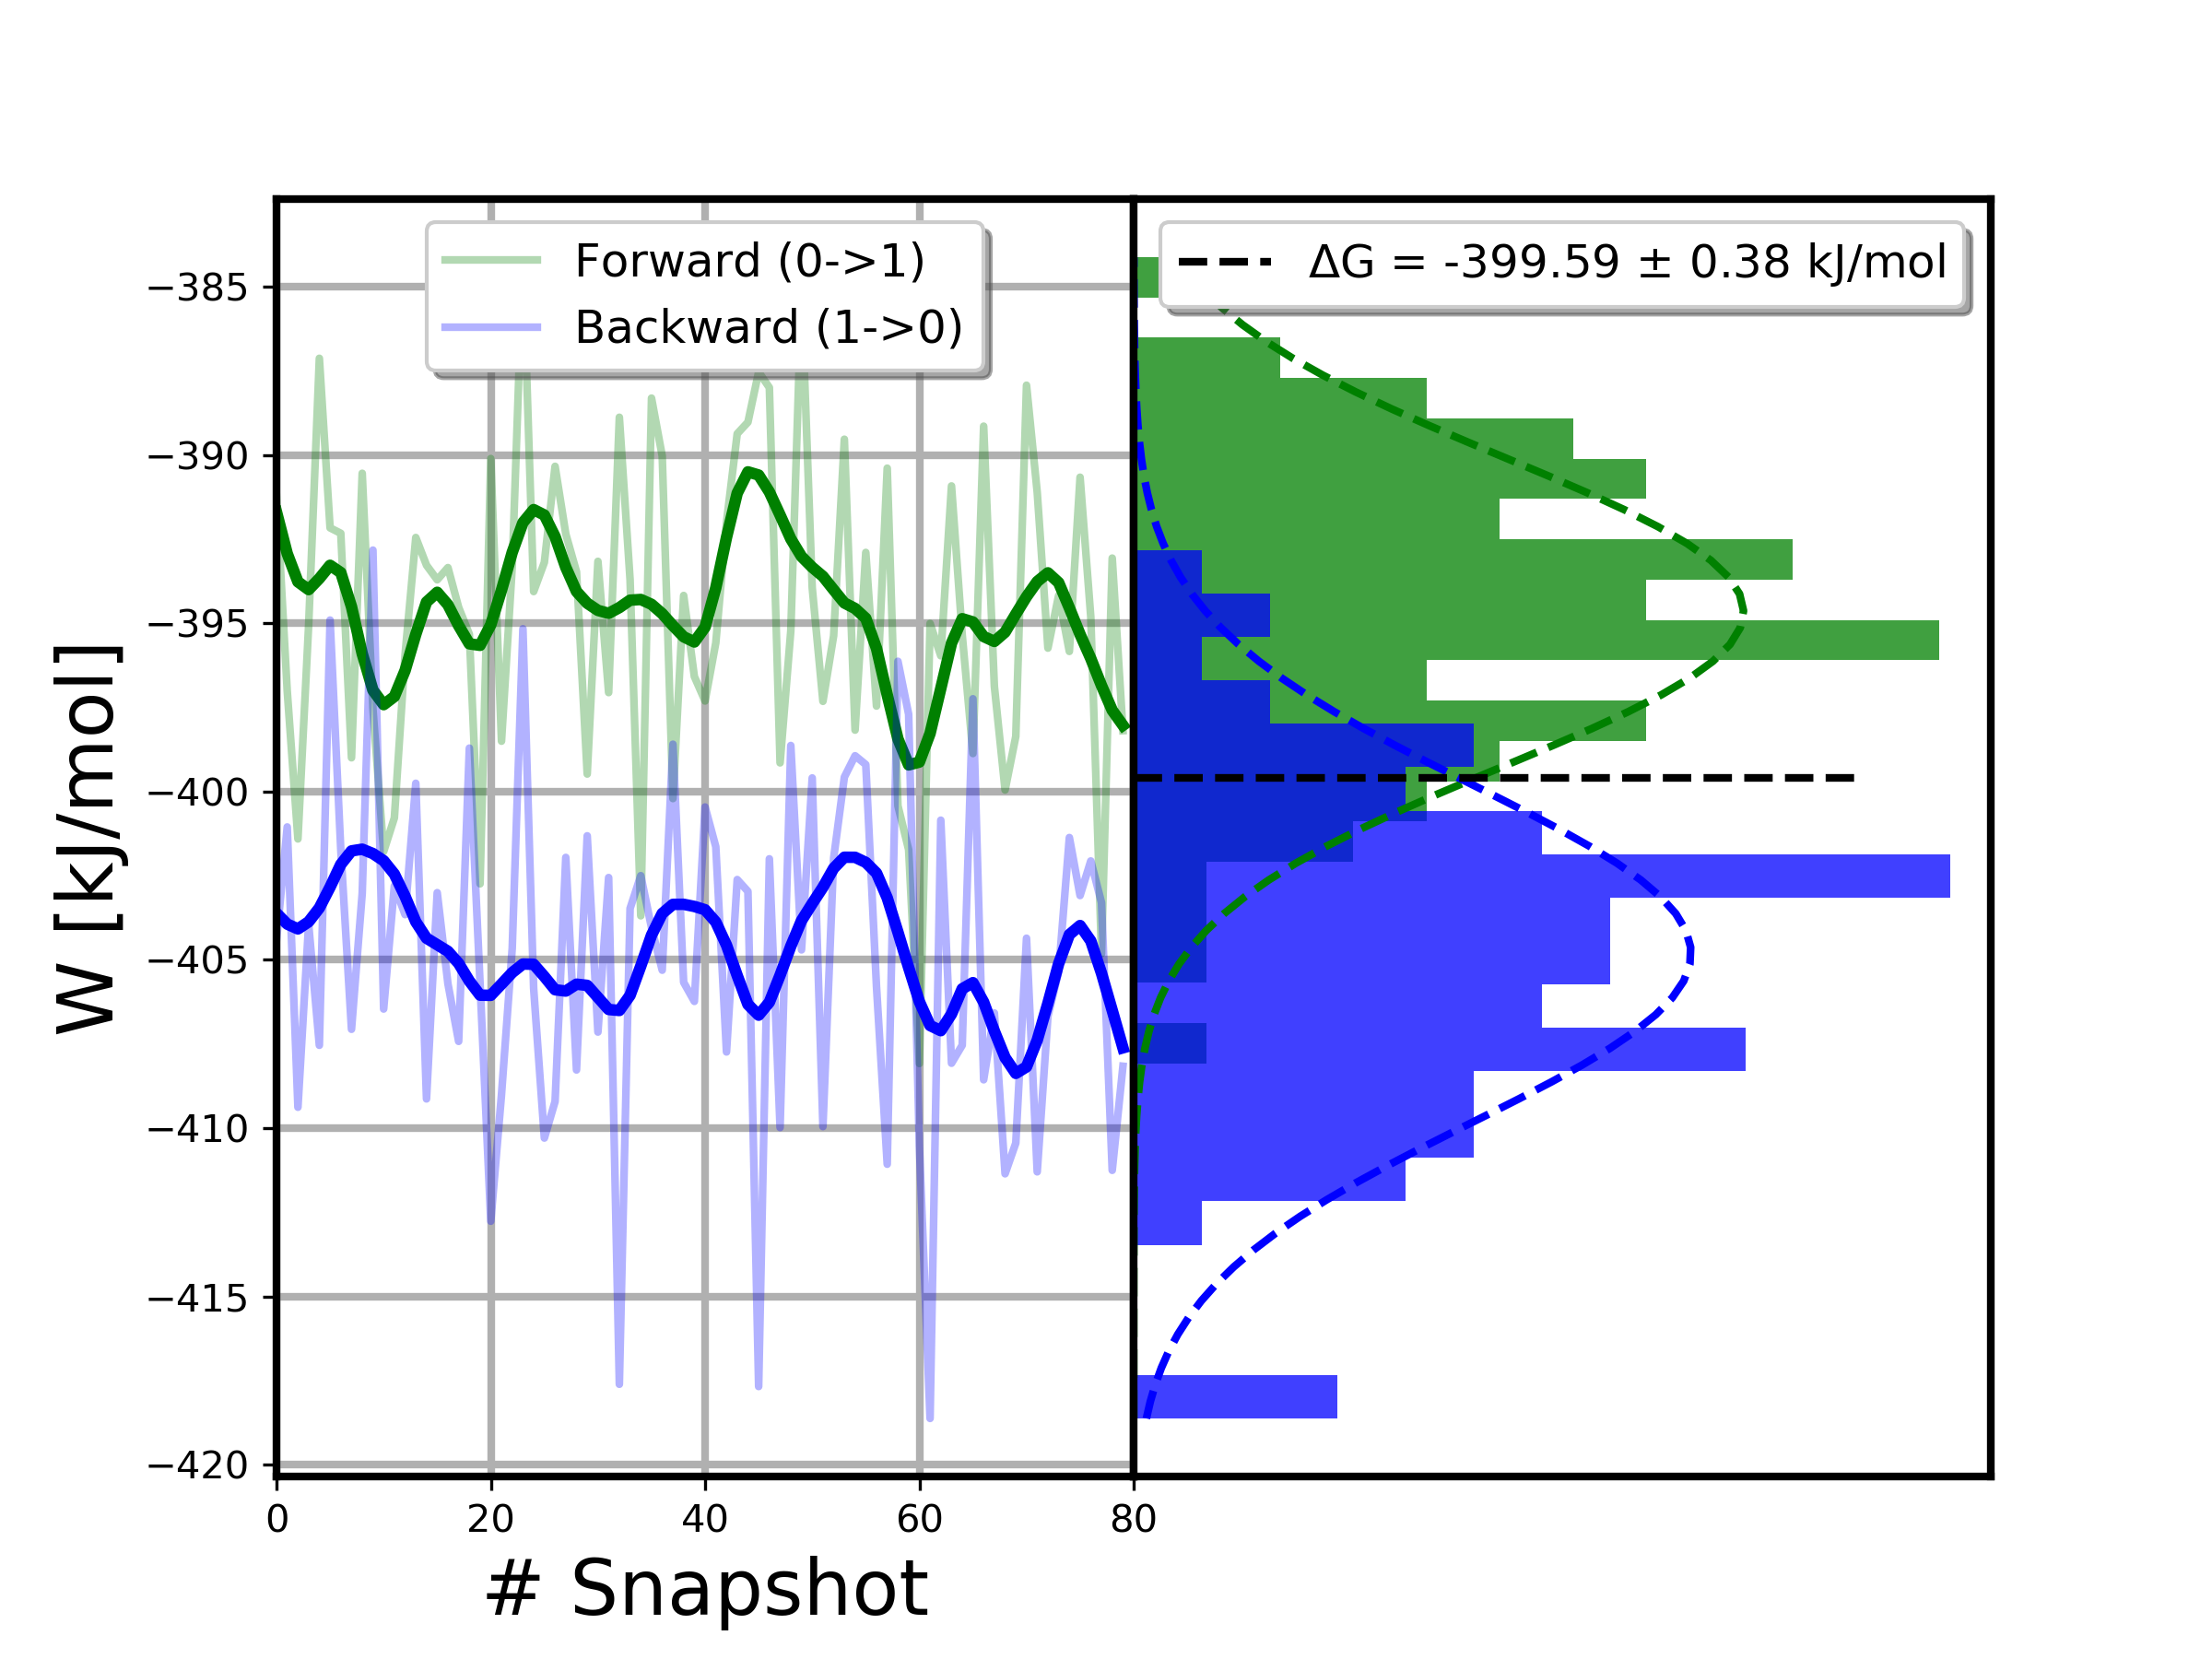 Forward (0->1)
Backward (1->0)
ΔG = -399.59 ± 0.38 kJ/mol
−385
−390
−395
−400
−405
−410
−415
−420
W [kJ/mol]
0 20 40 60 80
# Snapshot